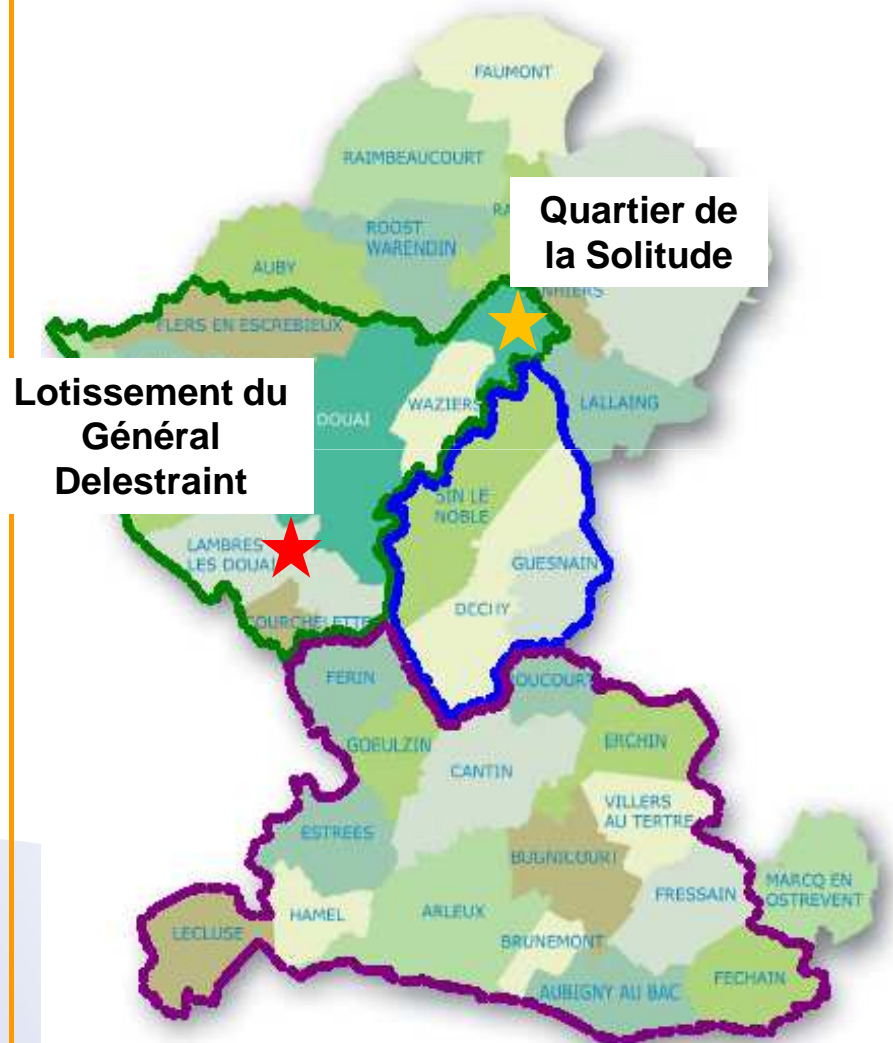 FAUMONT
RAIMBEAUCOURT
Quartier de
la Solitude
ROOST
WARENDIN
AUBY
FLERS EN ESCREBIEUX
Lotissement du
Général
Delestraint
DOUAI
WAZIERS
LALLAING
SIN LE
NOBLE
LAMBRES
LES DOUAI
GUESNAIN
DECHY
COURCHELETTE
FERIN
GOEULZIN
ERCHIN
CANTIN
VILLERS
AU TERTRE
ESTREES
BUGNICOURT
FRESSAIN
MARCQ EN
OSTREVENT
HAMEL
ARLEUX
LECLUSE
BRUNEMONT
FECHAIN
AUBIGNY AU BAC